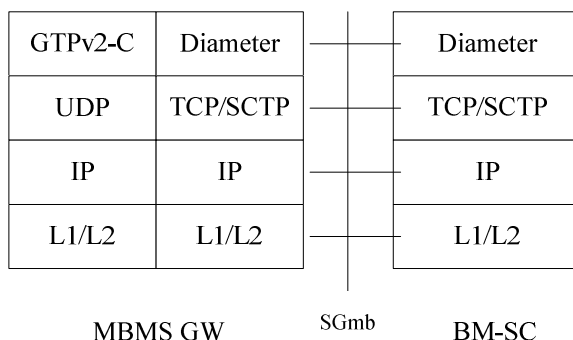 GTPv2-C Diameter Diameter
UDP TCP/SCTP TCP/SCTP
IP IP IP
L1/L2 L1/L2 L1/L2
MBMS GW SGmb BM-SC